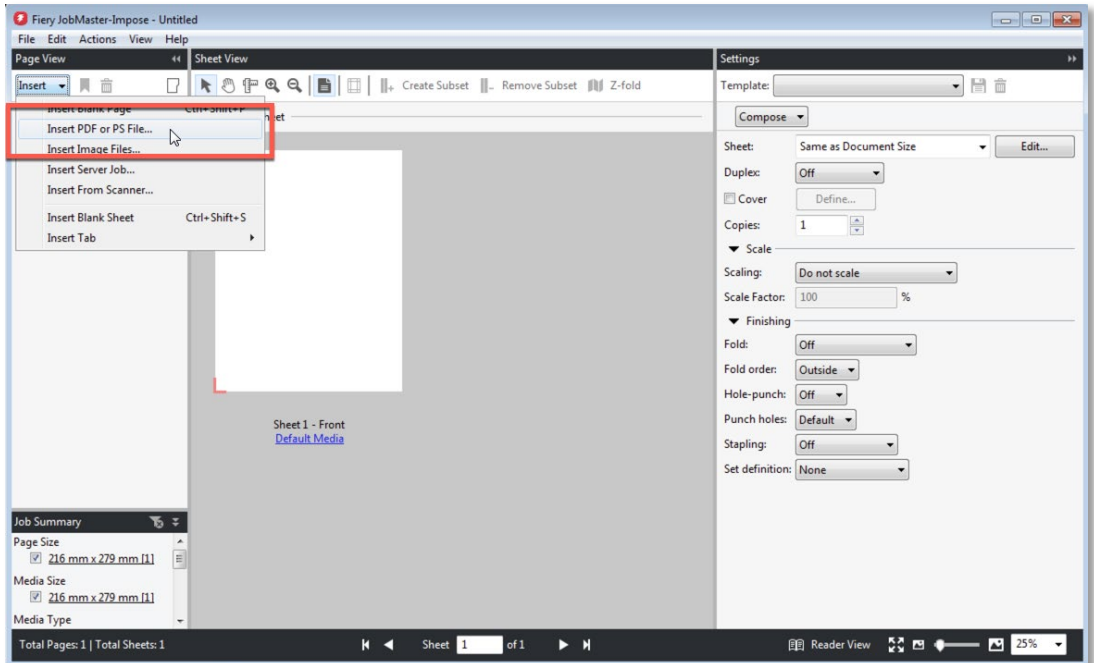 Fiery JobMaster-Impose - Untitled
File Edit Actions View Help
Page View
Sheet View
Settings
Insert
Create Subset
Remove Subset
Z-fold
Template:
Insert Blank Page Ctrl+Shift+P
Insert PDF or PS File...
Insert Image Files...
Insert Server Job...
Insert From Scanner...
Insert Blank Sheet Ctrl+Shift+S
Insert Tab
Compose
Sheet: Same as Document Size Edit...
Duplex: Off
Cover Define...
Copies: 1
Scale
Scaling: Do not scale
Scale Factor: 100 %
Finishing
Fold: Off
Fold order: Outside
Hole-punch: Off
Punch holes: Default
Stapling: Off
Set definition: None
Sheet 1 - Front
Default Media
Job Summary
Page Size
216 mm x 279 mm [1]
Media Size
216 mm x 279 mm [1]
Media Type
Total Pages: 1 | Total Sheets: 1
Sheet 1 of 1
Reader View
25%